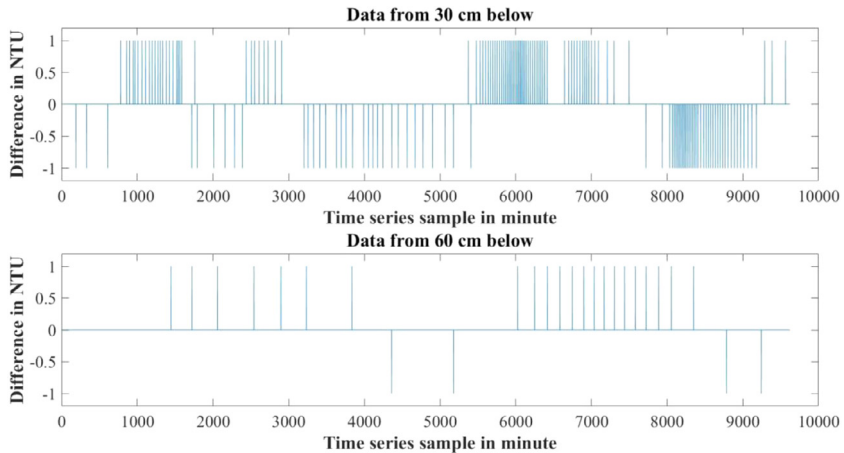 Data from 30 cm below
Difference in NTU
1
0.5
0
-0.5
-1
0 1000 2000 3000 4000 5000 6000 7000 8000 9000 10000
Time series sample in minute
Data from 60 cm below
Difference in NTU
1
0.5
0
-0.5
-1
0 1000 2000 3000 4000 5000 6000 7000 8000 9000 10000
Time series sample in minute